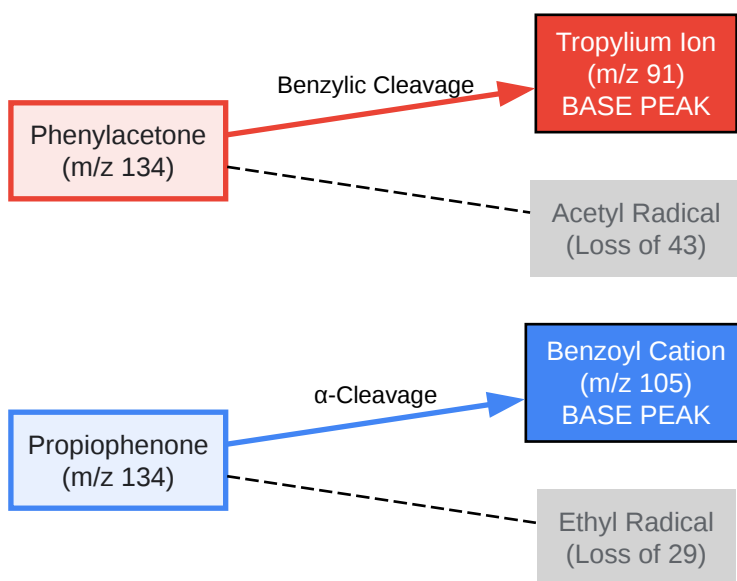 Tropylium Ion
(m/z 91)
BASE PEAK
Benzylic Cleavage
Phenylacetone
(m/z 134)
Acetyl Radical
(Loss of 43)
Benzoyl Cation
(m/z 105)
BASE PEAK
α-Cleavage
Propiophenone
(m/z 134)
Ethyl Radical
(Loss of 29)